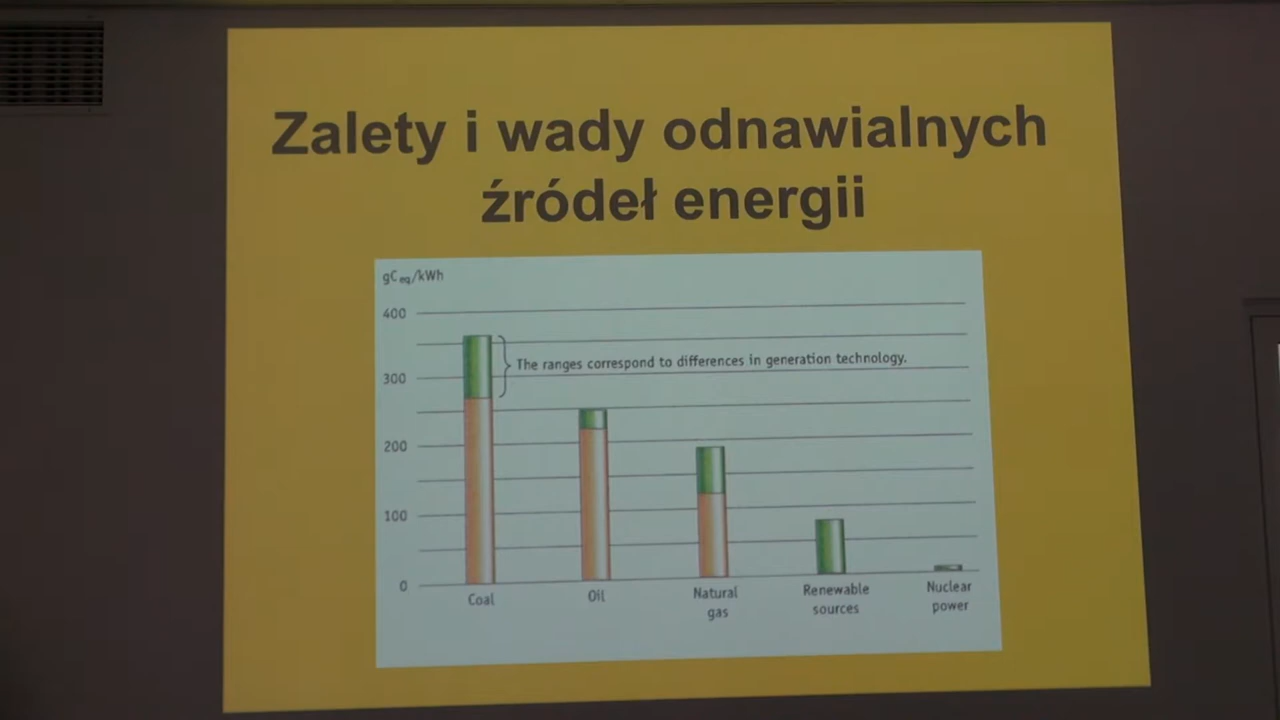 Zalety i wady odnawialnych
źródeł energii
gCeq/kWh
400
The ranges correspond to differences in generation technology.
300
200
100
0
Coal
Oil
Natural
gas
Renewable
sources
Nuclear
power